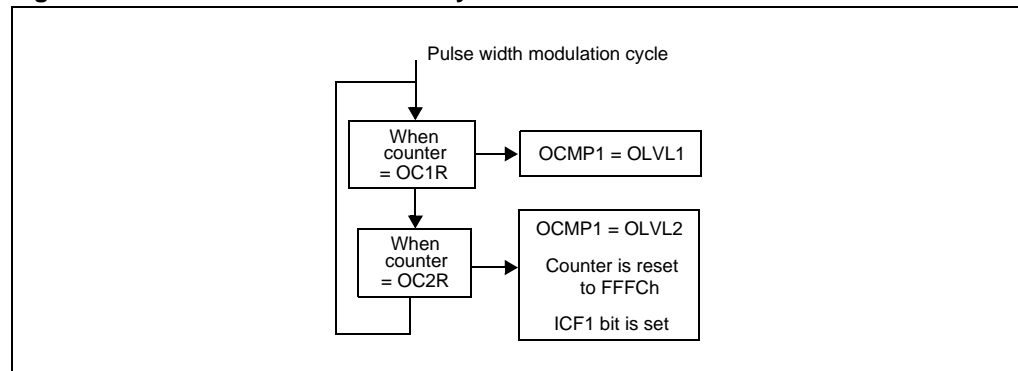 Pulse width modulation cycle
When
counter
= OC1R
OCMP1 = OLVL1
When
counter
= OC2R
OCMP1 = OLVL2
Counter is reset
to FFFCh
ICF1 bit is set